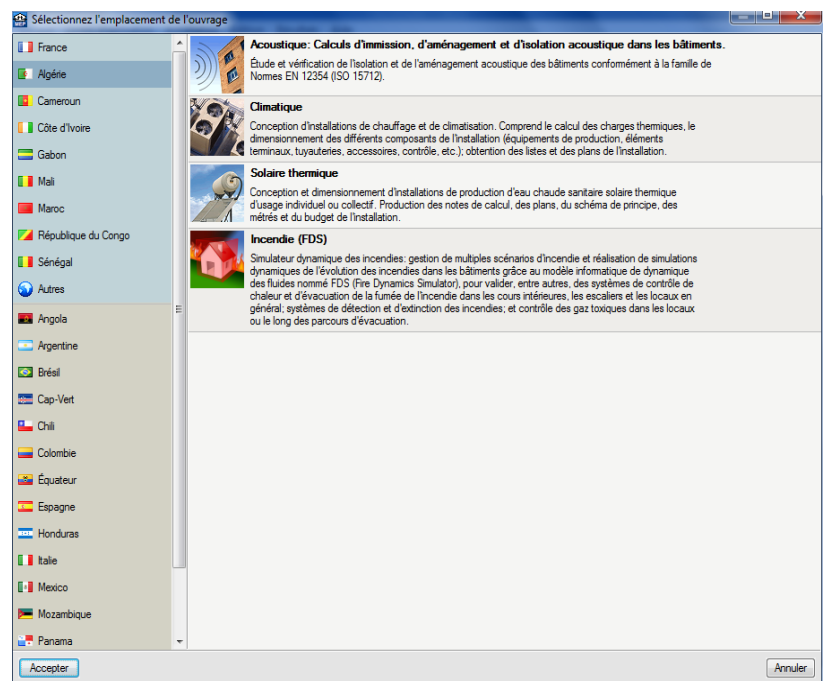 Sélectionnez l'emplacement de l'ouvrage
MEP
France
Algérie
Cameroun
Côte d'Ivoire
Gabon
Mali
Maroc
République du Congo
Sénégal
Autres
Angola
Argentine
Brésil
Cap-Vert
Chili
Colombie
Équateur
Espagne
Honduras
Italie
Mexico
Mozambique
Panama
Acoustique: Calculs d'immission, d'aménagement et d'isolation acoustique dans les bâtiments.
Étude et vérification de l'isolation et de l'aménagement acoustique des bâtiments conformément à la famille de
Normes EN 12354 (ISO 15712).
Climatique
Conception d'installations de chauffage et de climatisation. Comprend le calcul des charges thermiques, le
dimensionnement des différents composants de l'installation (équipements de production, éléments
terminaux, tuyauteries, accessoires, contrôle, etc.); obtention des listes et des plans de l'installation.
Solaire thermique
Conception et dimensionnement d'installations de production d'eau chaude sanitaire solaire thermique
d'usage individuel ou collectif. Production des notes de calcul, des plans, du schéma de principe, des
métrés et du budget de l'installation.
Incendie (FDS)
Simulateur dynamique des incendies: gestion de multiples scénarios d'incendie et réalisation de simulations
dynamiques de l'évolution des incendies dans les bâtiments grâce au modèle informatique de dynamique
des fluides nommé FDS (Fire Dynamics Simulator), pour valider, entre autres, des systèmes de contrôle de
chaleur et d'évacuation de la fumée de l'incendie dans les cours intérieures, les escaliers et les locaux en
général; systèmes de détection et d'extinction des incendies; et contrôle des gaz toxiques dans les locaux
ou le long des parcours d'évacuation.
Accepter
Annuler